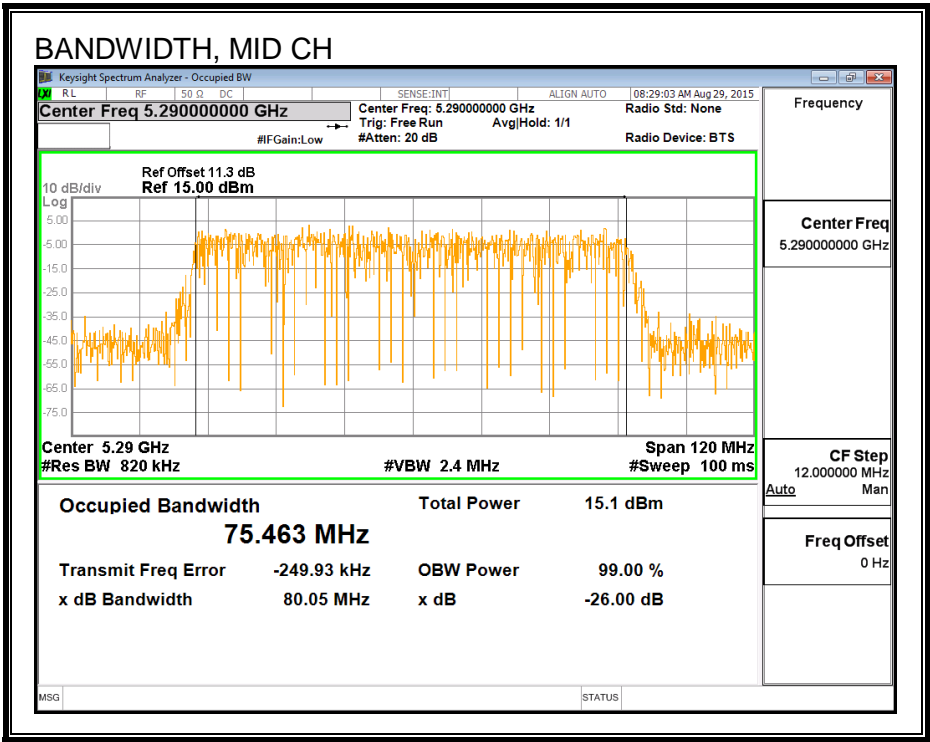 BANDWIDTH, MID CH
Keysight Spectrum Analyzer - Occupied BW
LXI RL RF 50 Ω DC SENSE:INT ALIGN AUTO 08:29:03 AM Aug 29, 2015
Center Freq 5.290000000 GHz
Center Freq: 5.290000000 GHz
Radio Std: None
Trig: Free Run Avg|Hold: 1/1
#IFGain:Low
#Atten: 20 dB
Radio Device: BTS
Ref Offset 11.3 dB
10 dB/div Ref 15.00 dBm
Log
5.00
-5.00
-15.0
-25.0
-35.0
-45.0
-55.0
-65.0
-75.0
Center 5.29 GHz Span 120 MHz
#Res BW 820 kHz #VBW 2.4 MHz #Sweep 100 ms
Occupied Bandwidth Total Power 15.1 dBm
75.463 MHz
Transmit Freq Error -249.93 kHz OBW Power 99.00 %
x dB Bandwidth 80.05 MHz x dB -26.00 dB
MSG STATUS
Frequency
Center Freq
5.290000000 GHz
CF Step
12.000000 MHz
Auto Man
Freq Offset
0 Hz